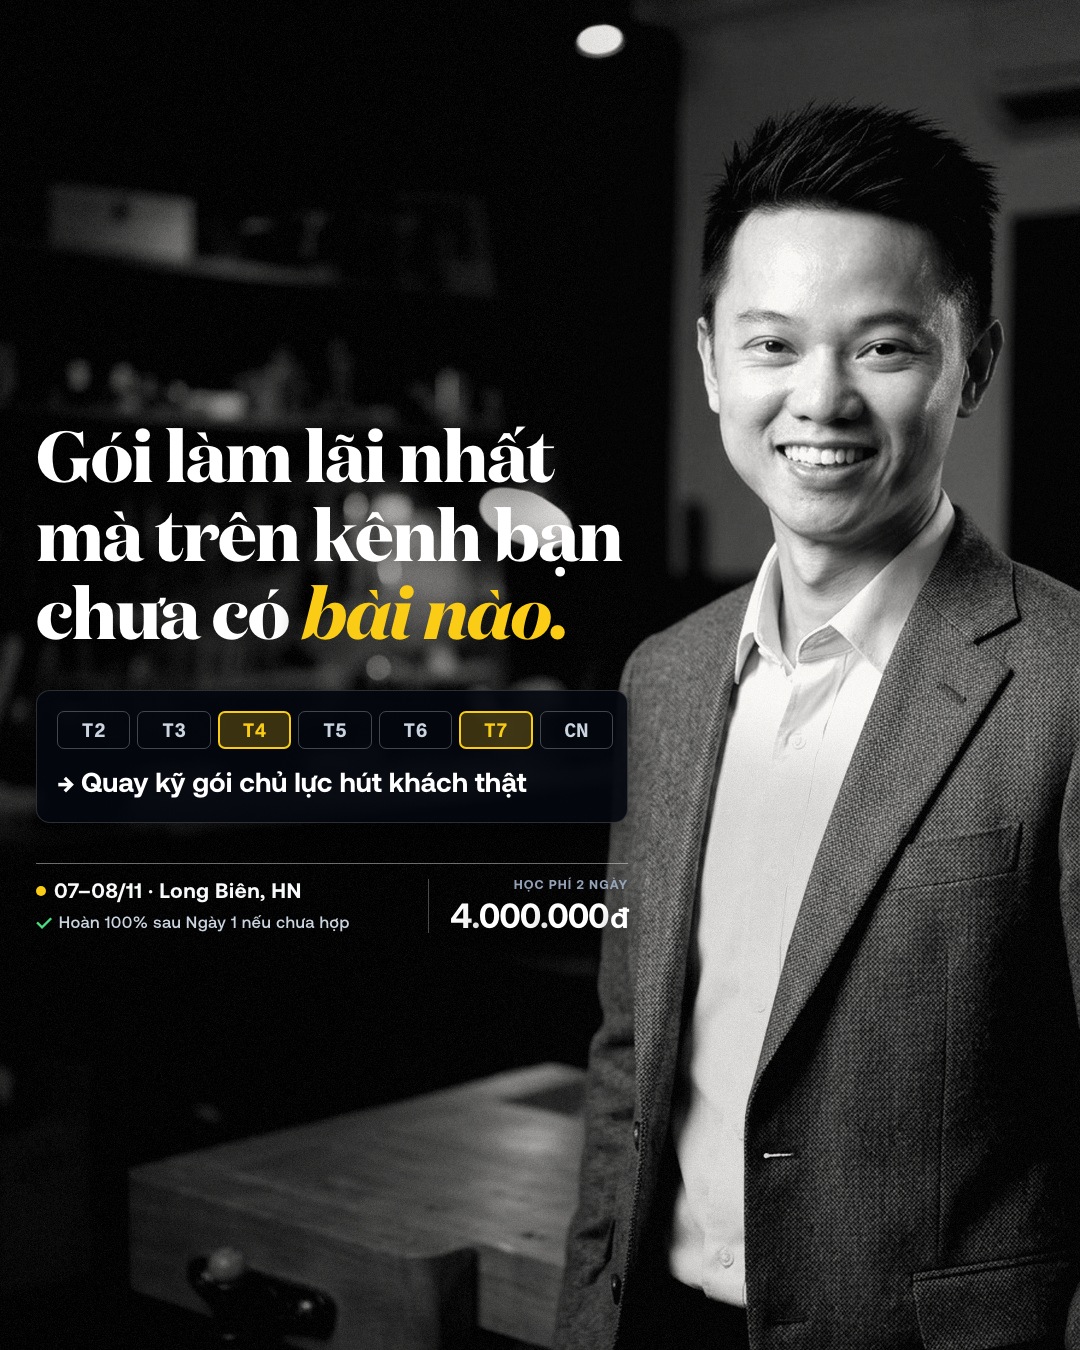 Gói làm lãi nhất
mà trên kênh bạn
chưa có bài nào.
T2 T3 T4 T5 T6 T7 CN
→ Quay kỹ gói chủ lực hút khách thật
07–08/11 · Long Biên, HN
✓ Hoàn 100% sau Ngày 1 nếu chưa hợp
HỌC PHÍ 2 NGÀY
4.000.000đ